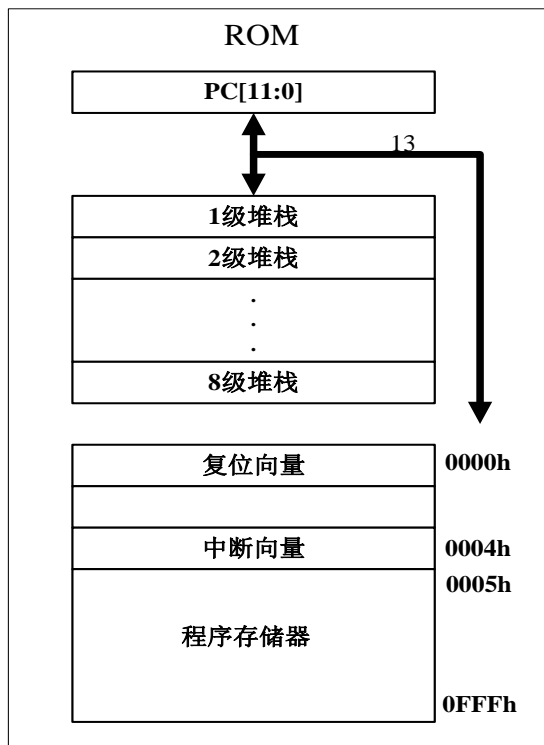 ROM
PC[11:0]
13
1级堆栈
2级堆栈
.
.
.
8级堆栈
复位向量 0000h
中断向量 0004h
0005h
程序存储器
0FFFh